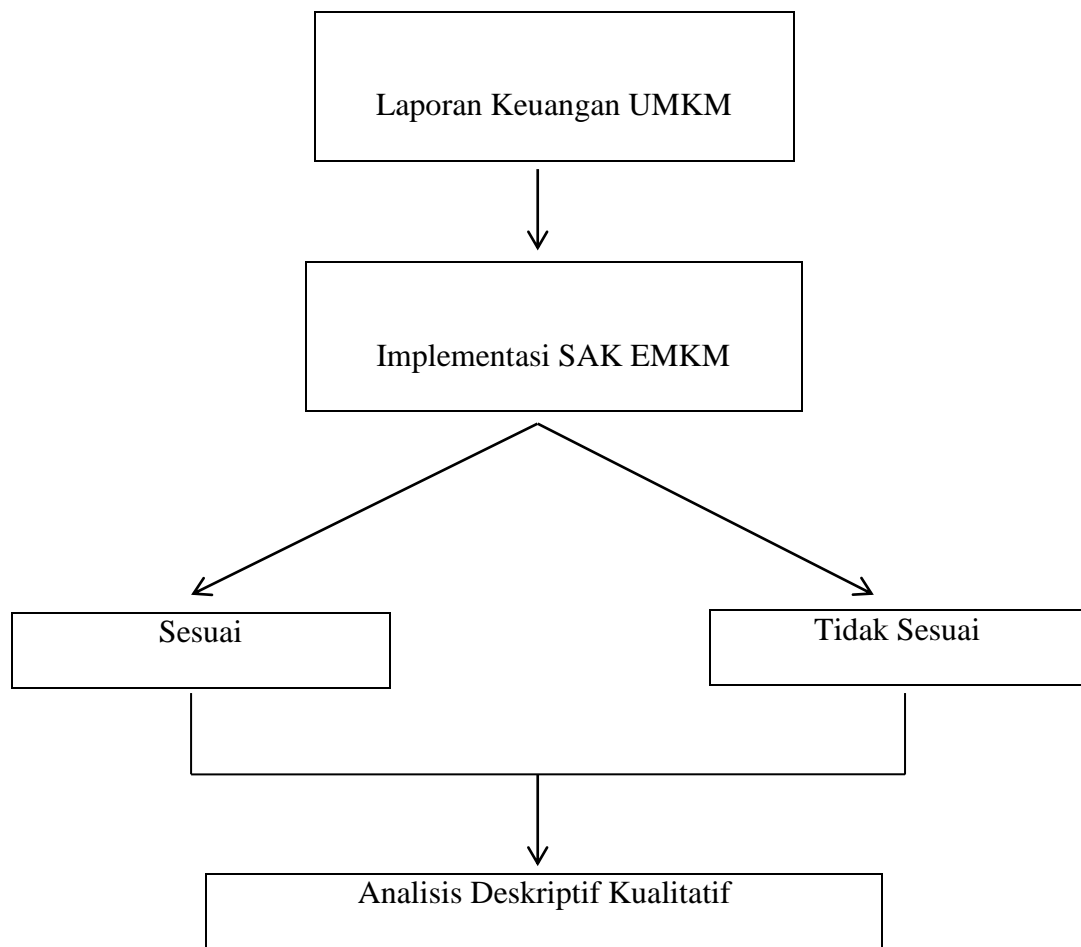 Laporan Keuangan UMKM
Implementasi SAK EMKM
Sesuai
Tidak Sesuai
Analisis Deskriptif Kualitatif